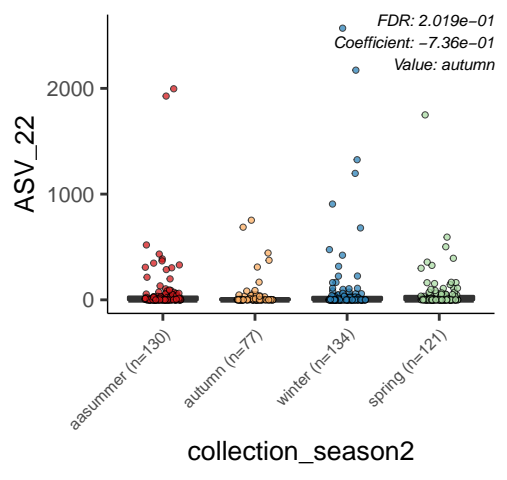 FDR: 2.019e−01
Coefficient: −7.36e−01
Value: autumn
2000
1000
0
ASV_22
aasummer (n=130)
autumn (n=77)
winter (n=134)
spring (n=121)
collection_season2